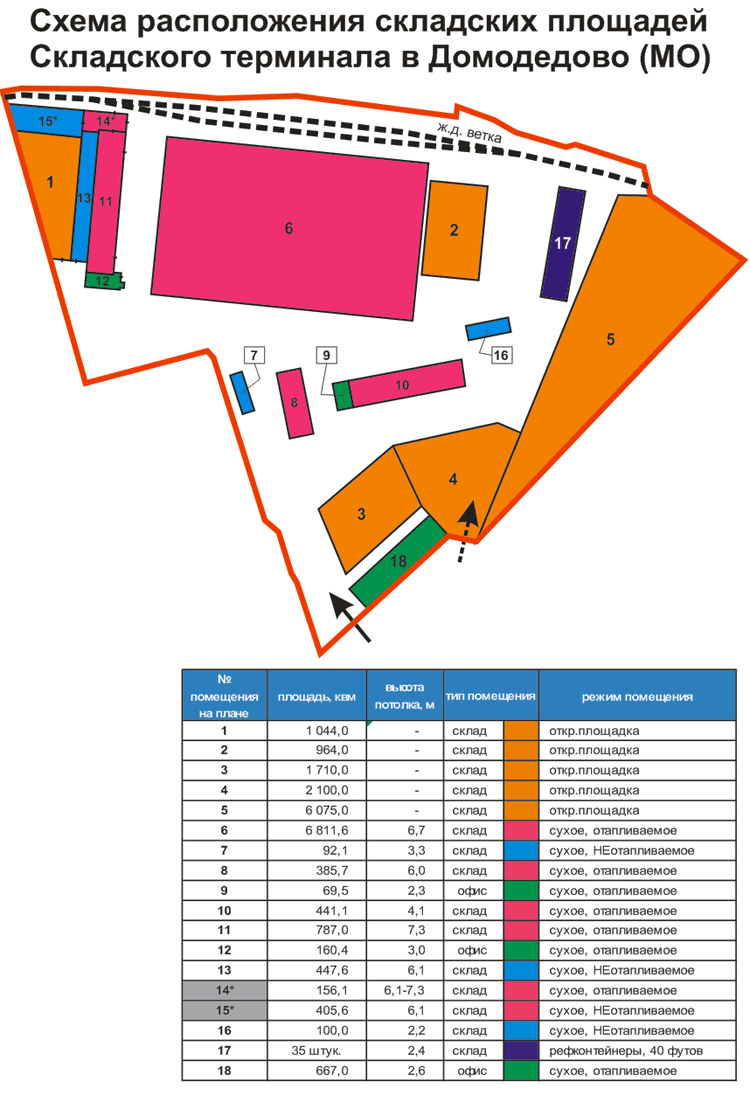 Схема расположения складских площадей
Складского терминала в Домодедово (МО)
ж.д. ветка
15*
14*
1
13
11
12
6
2
17
5
16
7
9
8
10
4
3
18
№ помещения на плане | площадь, квм | высота потолка, м | тип помещения | режим помещения
1 1 044,0 - склад откр.площадка
2 964,0 - склад откр.площадка
3 1 710,0 - склад откр.площадка
4 2 100,0 - склад откр.площадка
5 6 075,0 - склад откр.площадка
6 6 811,6 6,7 склад сухое, отапливаемое
7 92,1 3,3 склад сухое, НЕотапливаемое
8 385,7 6,0 склад сухое, отапливаемое
9 69,5 2,3 офис сухое, отапливаемое
10 441,1 4,1 склад сухое, отапливаемое
11 787,0 7,3 склад сухое, отапливаемое
12 160,4 3,0 офис сухое, отапливаемое
13 447,6 6,1 склад сухое, НЕотапливаемое
14* 156,1 6,1-7,3 склад сухое, отапливаемое
15* 405,6 6,1 склад сухое, НЕотапливаемое
16 100,0 2,2 склад сухое, НЕотапливаемое
17 35 штук. 2,4 склад рефконтейнеры, 40 футов
18 667,0 2,6 офис сухое, отапливаемое